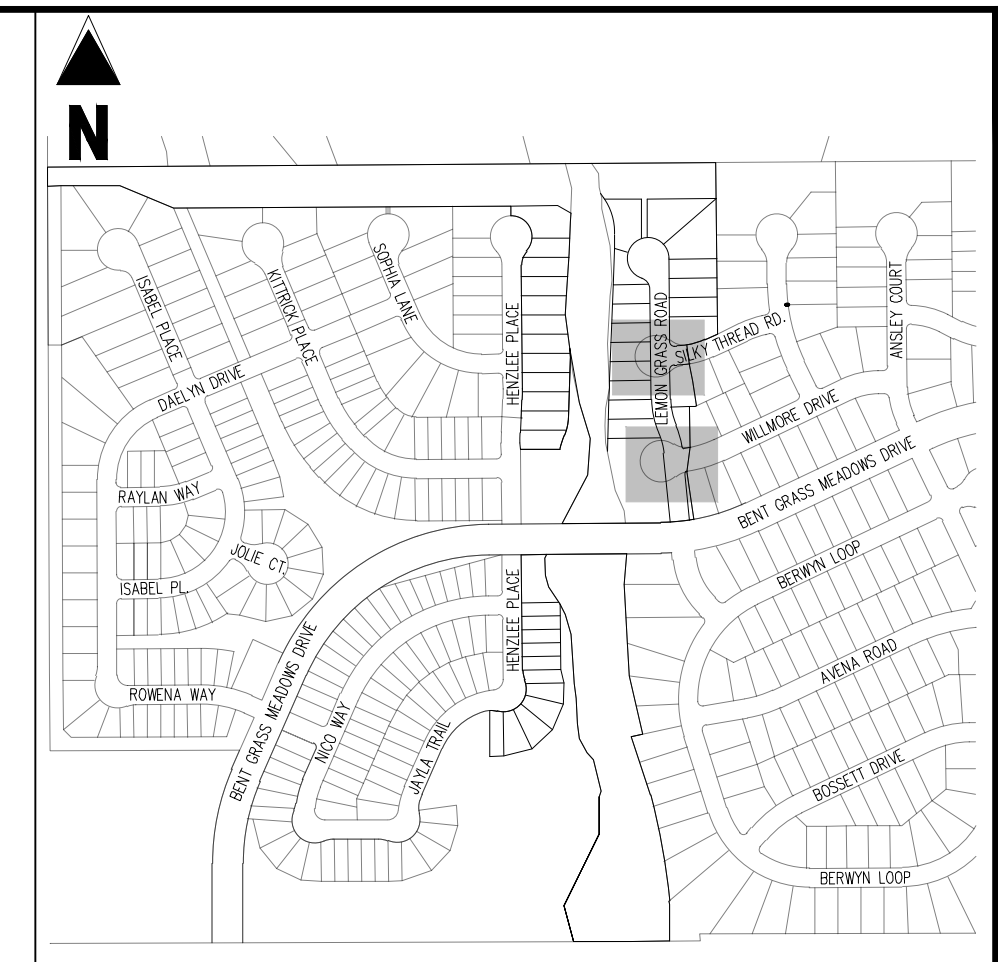 N
ISABEL PLACE
KITTRICK PLACE
SOPHIA LANE
HENZLEE PLACE
LEMON GRASS ROAD
SILKY THREAD RD.
ANSLEY COURT
DAELYN DRIVE
WILLMORE DRIVE
BENT GRASS MEADOWS DRIVE
RAYLAN WAY
JOLIE CT.
ISABEL PL.
BERWYN LOOP
HENZLEE PLACE
BENT GRASS MEADOWS DRIVE
AVENA ROAD
ROWENA WAY
NICO WAY
JAYLA TRAIL
BOSSETT DRIVE
BERWYN LOOP